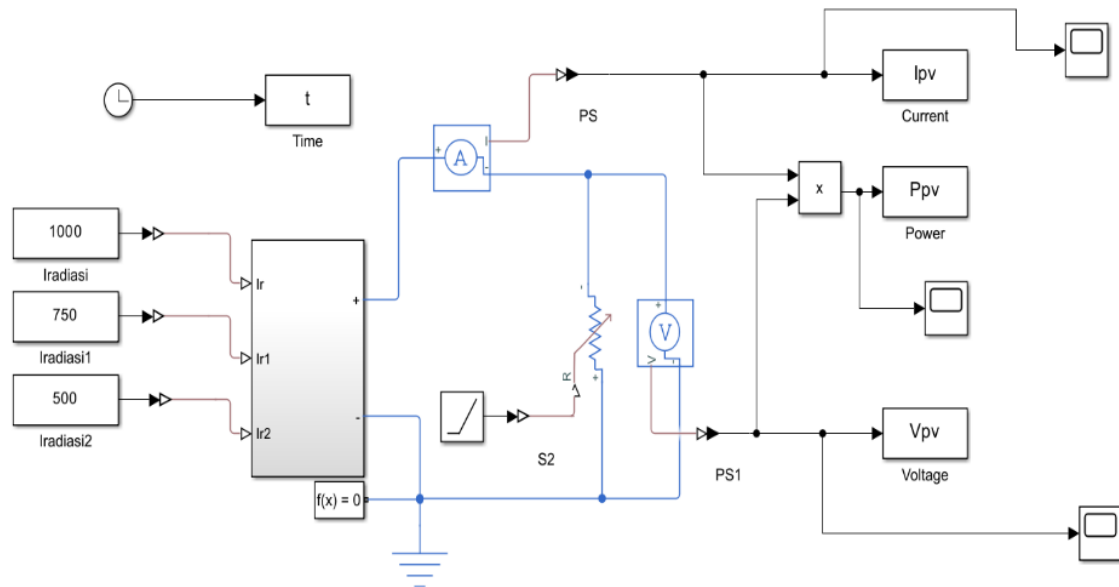 t
Time
PS
Ipv
Current
+
A
I
-
x
Ppv
Power
1000
Iradiasi
Ir
+
750
Iradiasi1
Ir1
500
Iradiasi2
Ir2
-
f(x) = 0
-
R
+
S2
+
V
V
-
PS1
Vpv
Voltage